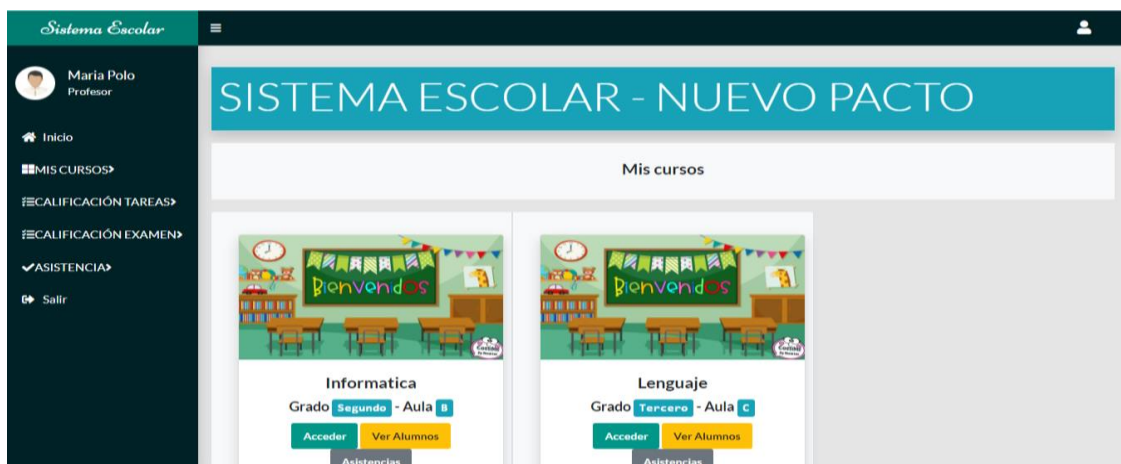 Sistema Escolar
Maria Polo
Profesor
Inicio
MIS CURSOS
CALIFICACIÓN TAREAS
CALIFICACIÓN EXAMEN
ASISTENCIA
Salir
SISTEMA ESCOLAR - NUEVO PACTO
Mis cursos
Bienvenidos
Informatica
Grado Segundo - Aula B
Acceder Ver Alumnos
Asistencias
Bienvenidos
Lenguaje
Grado Tercero - Aula C
Acceder Ver Alumnos
Asistencias